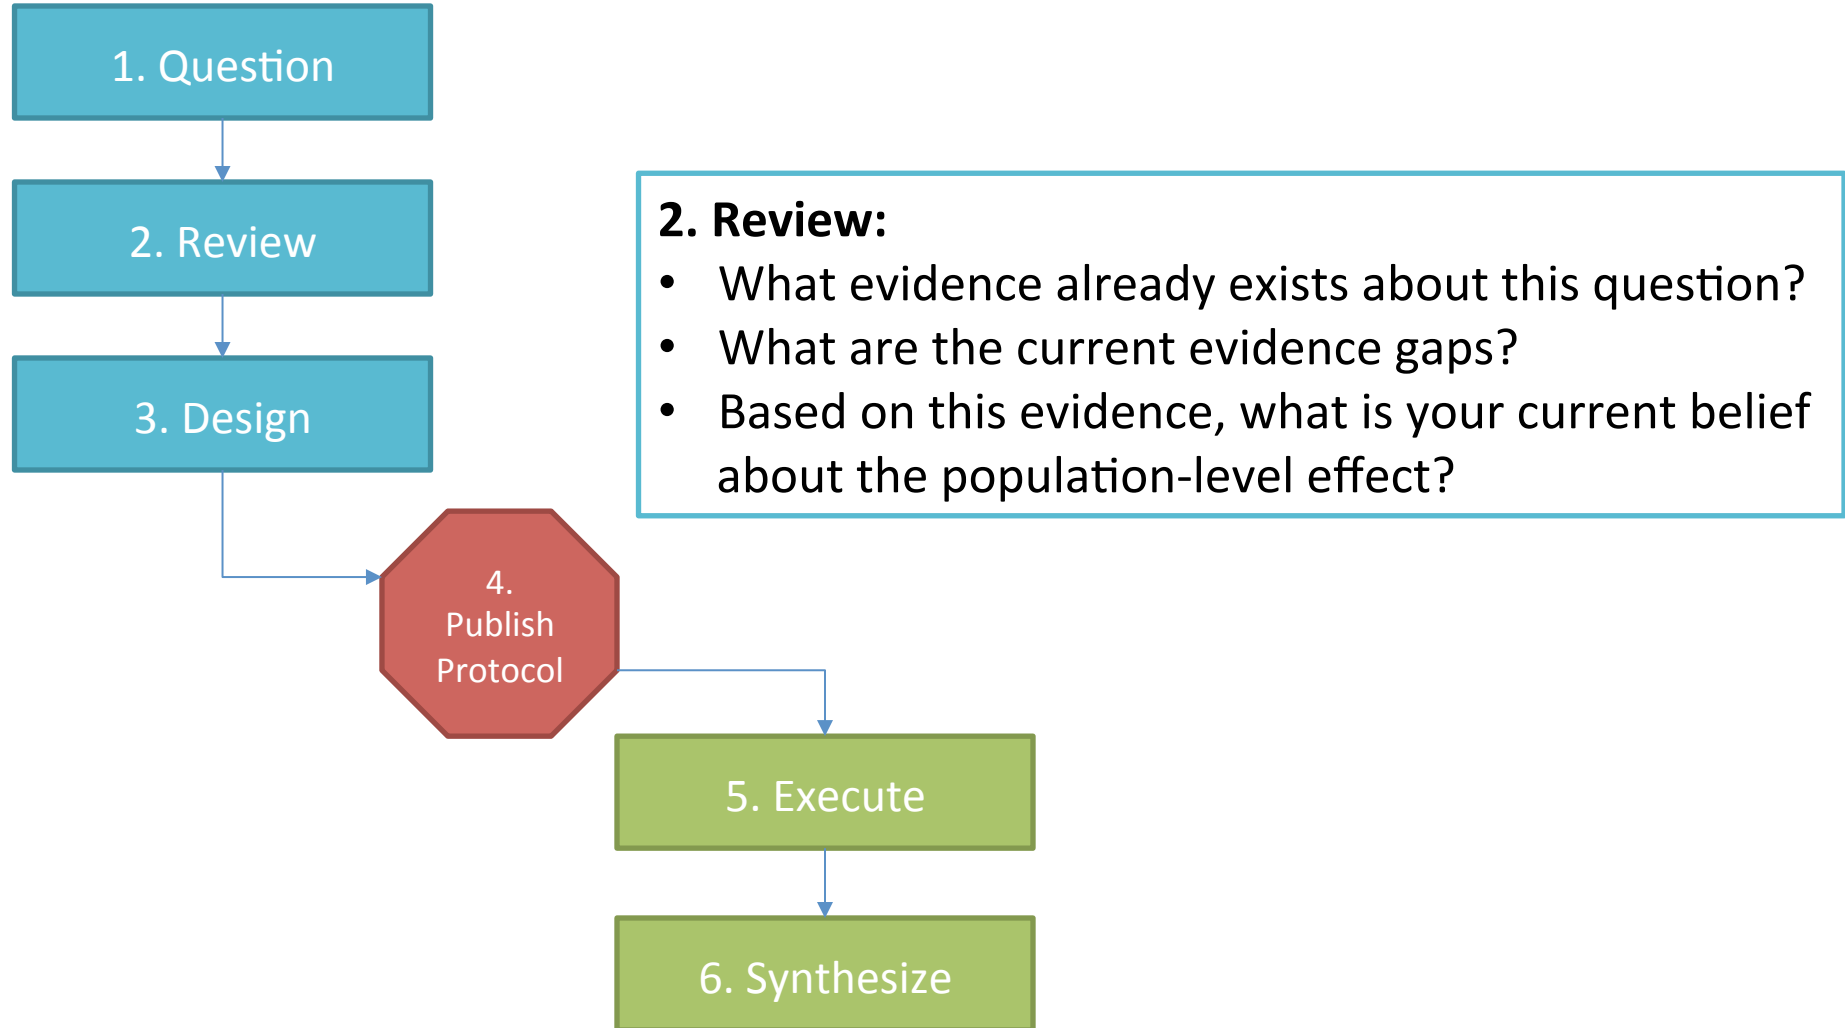 1. Question
2. Review
3. Design
4.
Publish
Protocol
5. Execute
6. Synthesize
2. Review:
• What evidence already exists about this question?
• What are the current evidence gaps?
• Based on this evidence, what is your current belief
about the population-level effect?